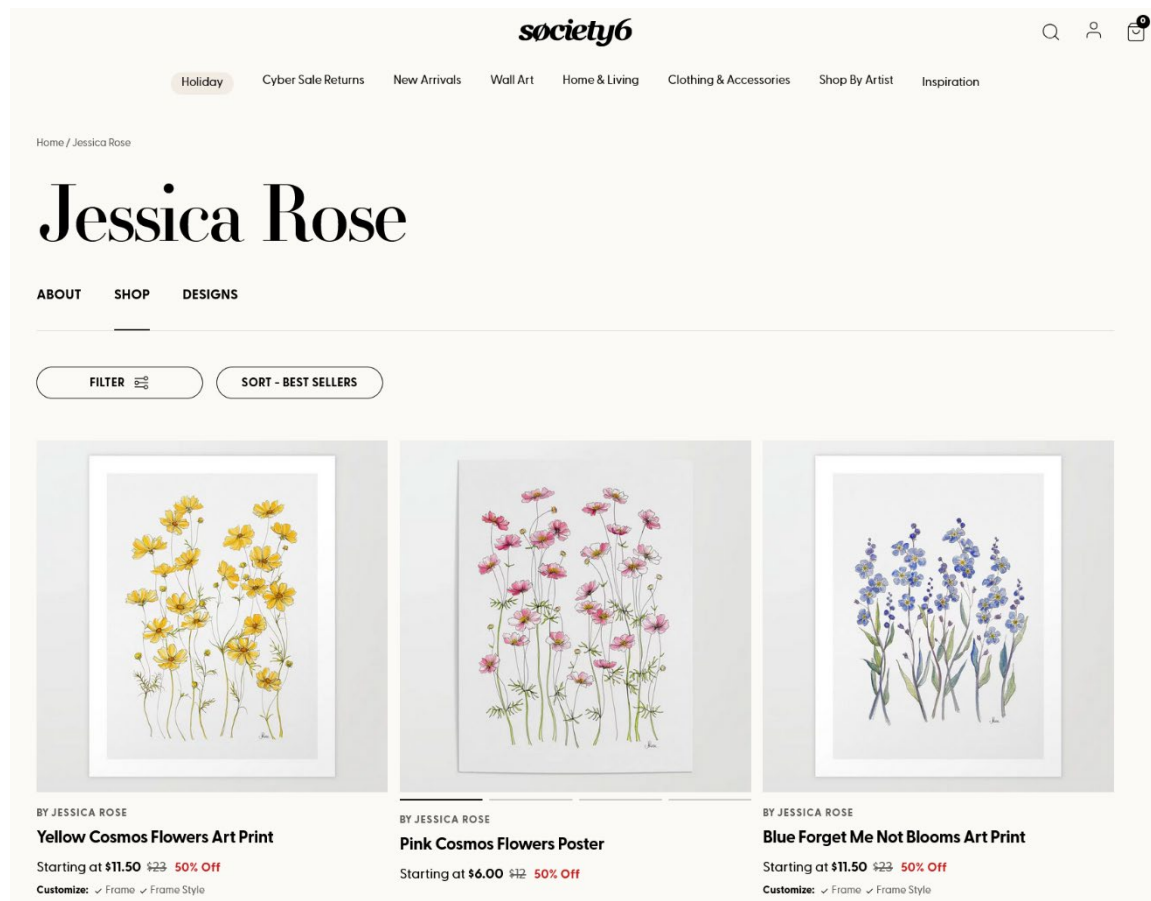 søciety6
0
Holiday Cyber Sale Returns New Arrivals Wall Art Home & Living Clothing & Accessories Shop By Artist Inspiration
Home / Jessica Rose
Jessica Rose
ABOUT SHOP DESIGNS
FILTER SORT - BEST SELLERS
BY JESSICA ROSE
Yellow Cosmos Flowers Art Print
Starting at $11.50 $23 50% Off
Customize: ✓ Frame ✓ Frame Style
BY JESSICA ROSE
Pink Cosmos Flowers Poster
Starting at $6.00 $12 50% Off
BY JESSICA ROSE
Blue Forget Me Not Blooms Art Print
Starting at $11.50 $23 50% Off
Customize: ✓ Frame ✓ Frame Style